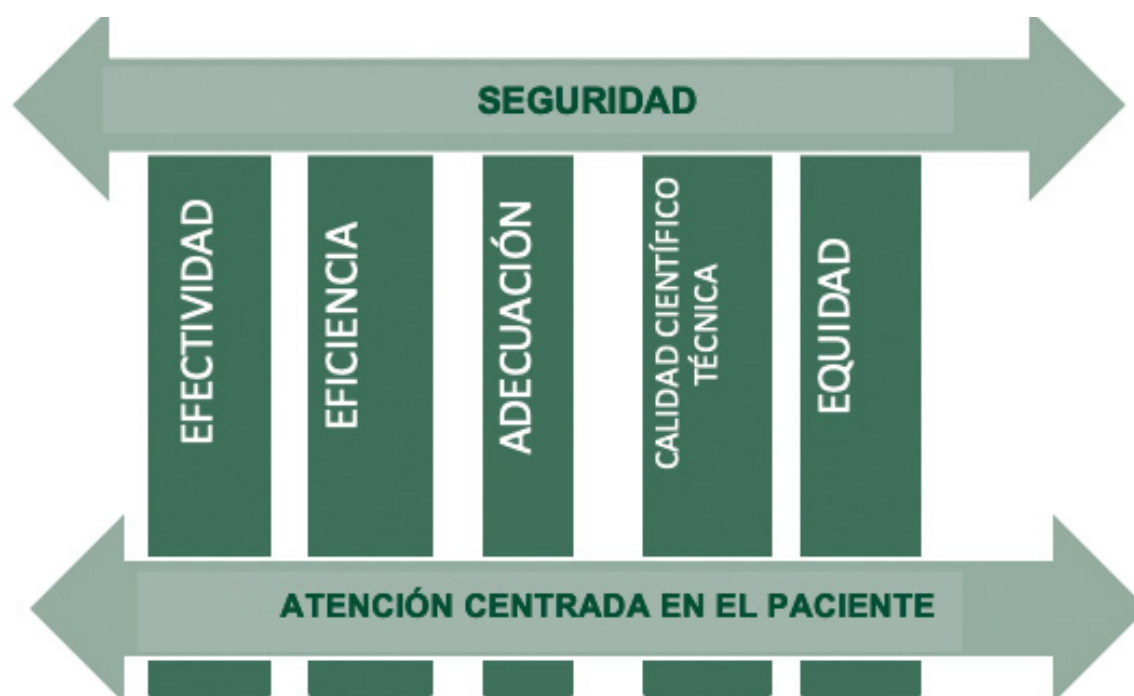 SEGURIDAD
EFECTIVIDAD
EFICIENCIA
ADECUACIÓN
CALIDAD CIENTÍFICO
TÉCNICA
EQUIDAD
ATENCIÓN CENTRADA EN EL PACIENTE